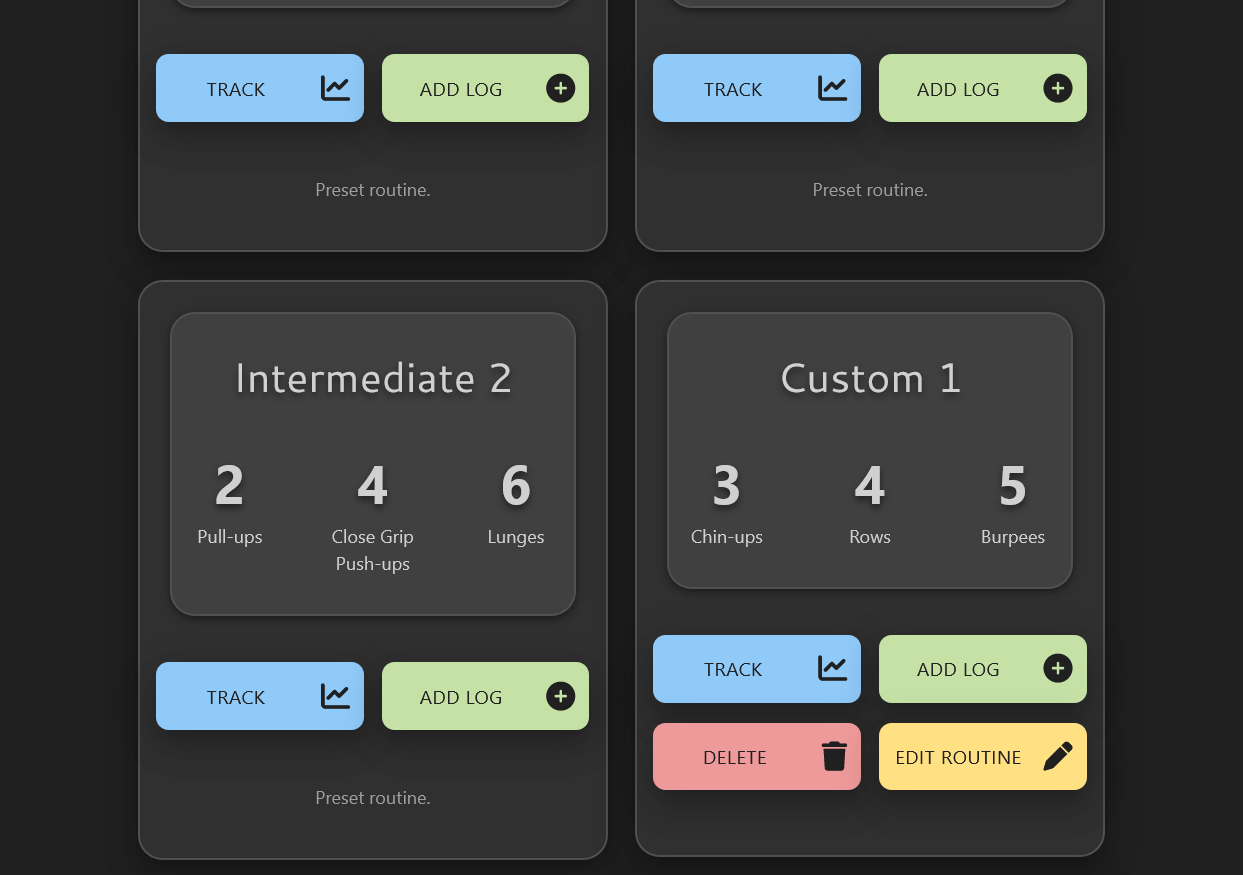 TRACK
ADD LOG
TRACK
ADD LOG
Preset routine.
Preset routine.
Intermediate 2
2
4
6
Pull-ups
Close Grip
Push-ups
Lunges
TRACK
ADD LOG
Preset routine.
Custom 1
3
4
5
Chin-ups
Rows
Burpees
TRACK
ADD LOG
DELETE
EDIT ROUTINE